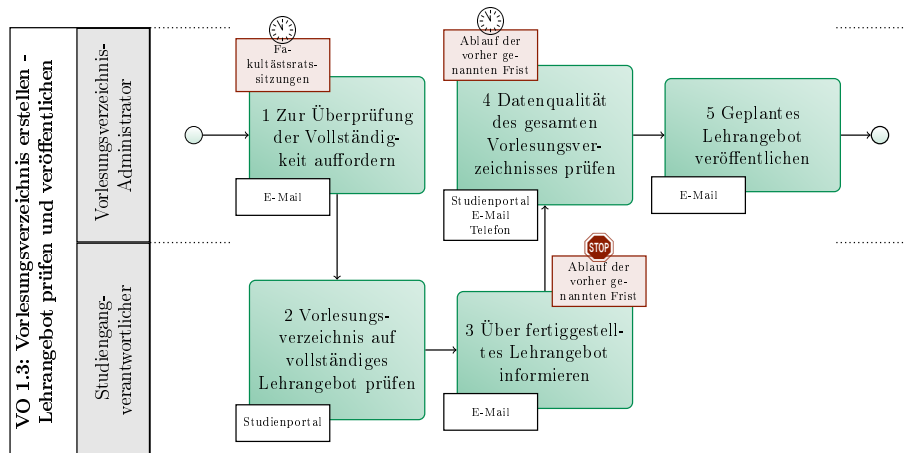 VO 1.3: Vorlesungsverzeichnis erstellen -
Lehrangebot prüfen und veröffentlichen
Vorlesungsverzeichnis-
Administrator
Fa-
kultästsrats-
sitzungen
1 Zur Überprüfung
der Vollständig-
keit auffordern
E-Mail
Ablauf der
vorher ge-
nannten Frist
4 Datenqualität
des gesamten
Vorlesungsver-
zeichnisses prüfen
Studienportal
E-Mail
Telefon
5 Geplantes
Lehrangebot
veröffentlichen
E-Mail
Studiengang-
verantwortlicher
2 Vorlesungs-
verzeichnis auf
vollständiges
Lehrangebot prüfen
Studienportal
STOP
Ablauf der
vorher ge-
nannten Frist
3 Über fertiggestell-
tes Lehrangebot
informieren
E-Mail